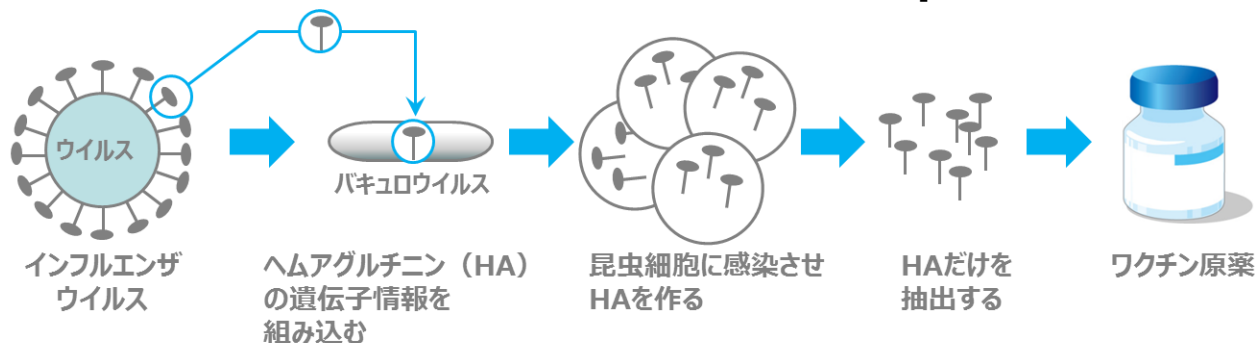 ウイルス
バキュロウイルス
インフルエンザ
ウイルス
ヘムアグルチニン（HA）
の遺伝子情報を
組み込む
昆虫細胞に感染させ
HAを作る
HAだけを
抽出する
ワクチン原薬